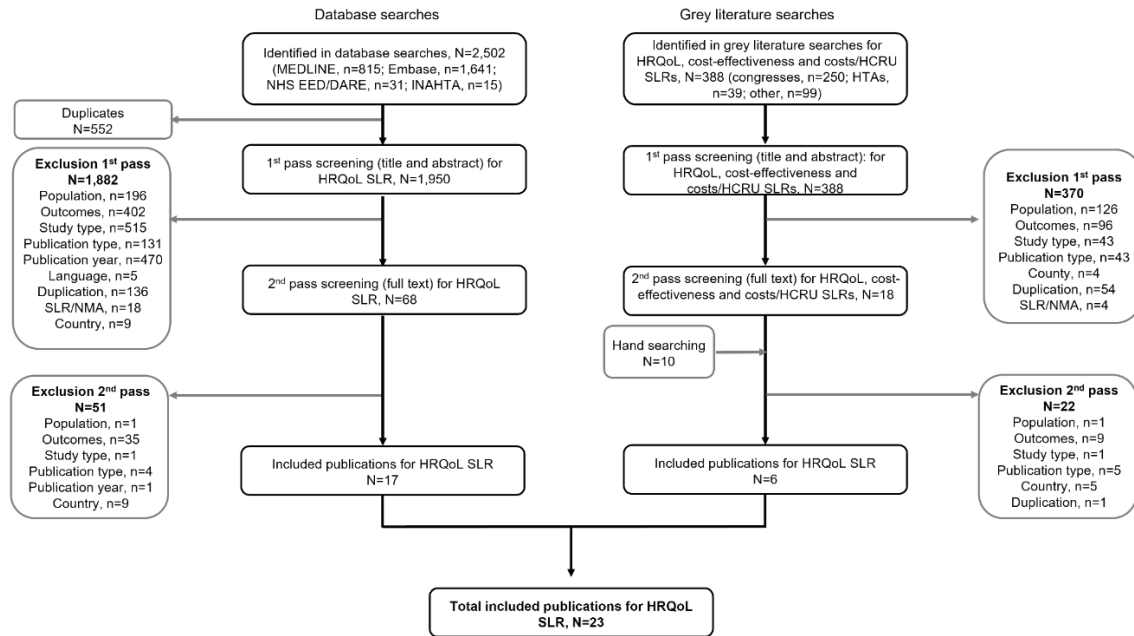 Database searches
Grey literature searches
Identified in database searches, N=2,502
(MEDLINE, n=815; Embase, n=1,641;
NHS EED/DARE, n=31; INAHTA, n=15)
Identified in grey literature searches for
HRQoL, cost-effectiveness and costs/HCRU
SLRs, N=388 (congresses, n=250; HTAs,
n=39; other, n=99)
Duplicates
N=552
1st pass screening (title and abstract) for
HRQoL SLR, N=1,950
1st pass screening (title and abstract): for
HRQoL, cost-effectiveness and
costs/HCRU SLRs, N=388
Exclusion 1st pass
N=1,882
Population, n=196
Outcomes, n=402
Study type, n=515
Publication type, n=131
Publication year, n=470
Language, n=5
Duplication, n=136
SLR/NMA, n=18
Country, n=9
Exclusion 1st pass
N=370
Population, n=126
Outcomes, n=96
Study type, n=43
Publication type, n=43
County, n=4
Duplication, n=54
SLR/NMA, n=4
2nd pass screening (full text) for HRQoL
SLR, N=68
2nd pass screening (full text) for HRQoL, cost-
effectiveness and costs/HCRU SLRs, N=18
Hand searching
N=10
Exclusion 2nd pass
N=51
Population, n=1
Outcomes, n=35
Study type, n=1
Publication type, n=4
Publication year, n=1
Country, n=9
Exclusion 2nd pass
N=22
Population, n=1
Outcomes, n=9
Study type, n=1
Publication type, n=5
Country, n=5
Duplication, n=1
Included publications for HRQoL SLR
N=17
Included publications for HRQoL SLR
N=6
Total included publications for HRQoL
SLR, N=23